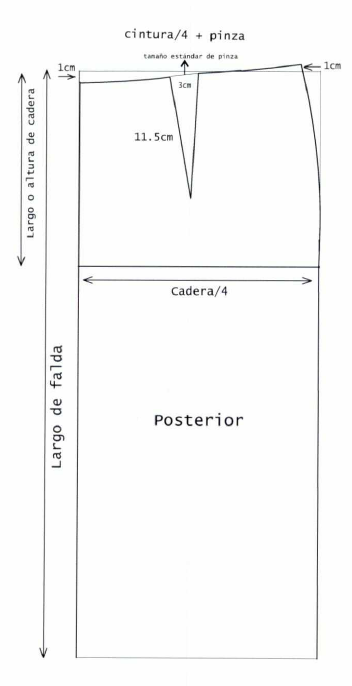 cintura/4 + pinza
tamaño estándar de pinza
1cm
1cm
3cm
11.5cm
Largo o altura de cadera
Cadera/4
Largo de falda
Posterior